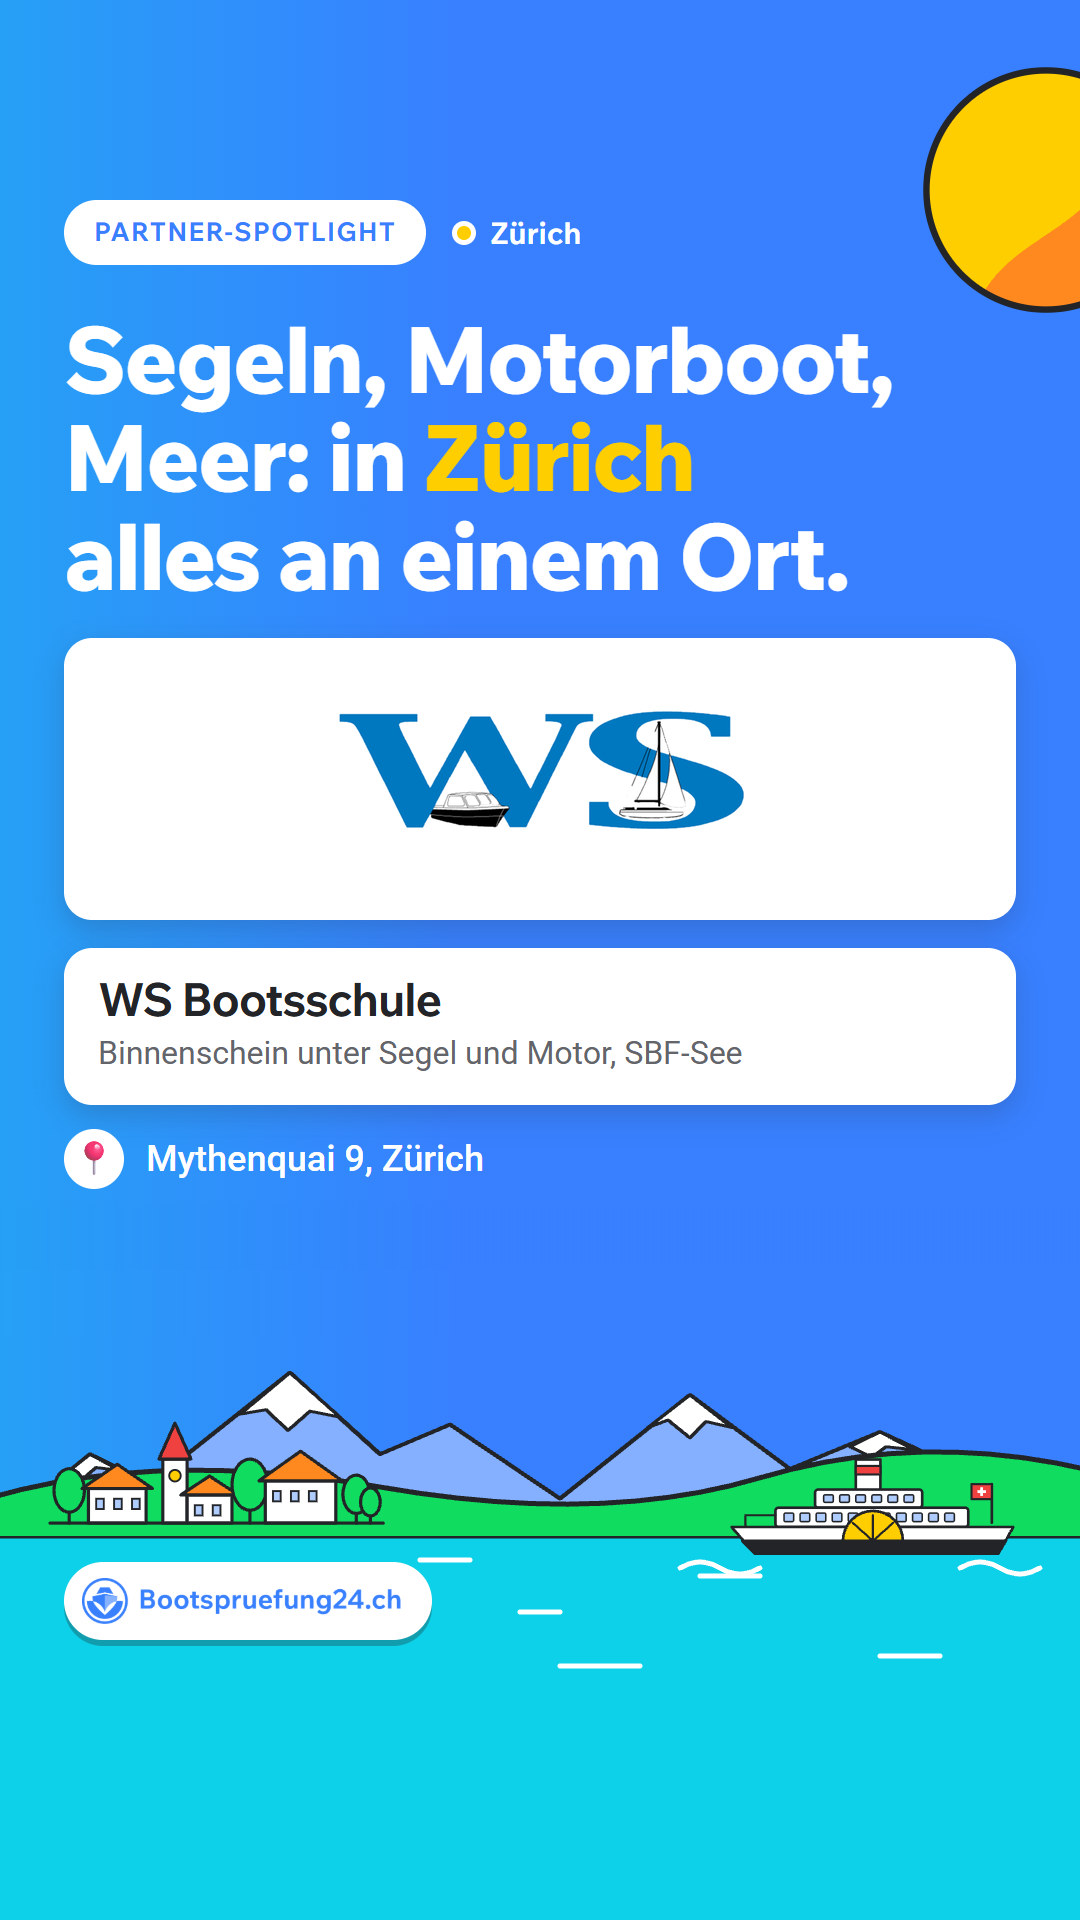 PARTNER-SPOTLIGHT
Zürich
Segeln, Motorboot,
Meer: in Zürich
alles an einem Ort.
WS
WS Bootsschule
Binnenschein unter Segel und Motor, SBF-See
Mythenquai 9, Zürich
Bootspruefung24.ch